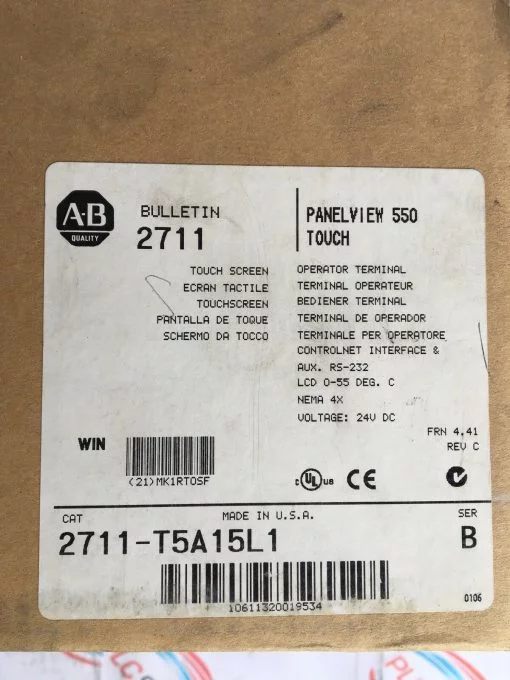 A·B
QUALITY
BULLETIN
2711
PANELVIEW 550
TOUCH
TOUCH SCREEN
ECRAN TACTILE
TOUCHSCREEN
PANTALLA DE TOQUE
SCHERMO DA TOCCO
OPERATOR TERMINAL
TERMINAL OPERATEUR
BEDIENER TERMINAL
TERMINAL DE OPERADOR
TERMINALE PER OPERATORE
CONTROLNET INTERFACE &
AUX. RS-232
LCD 0-55 DEG. C
NEMA 4X
VOLTAGE: 24V DC
FRN 4.41
REV C
WIN
(21)MK1RTOSF
c UL us CE
CAT
MADE IN U.S.A.
SER
2711-T5A15L1
B
10611320019534
0106